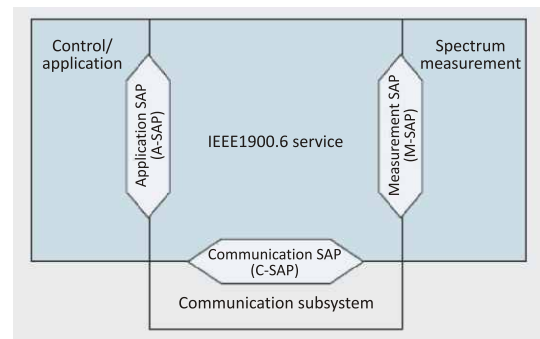 Control/
application
Application SAP
(A-SAP)
IEEE1900.6 service
Measurement SAP
(M-SAP)
Spectrum
measurement
Communication SAP
(C-SAP)
Communication subsystem